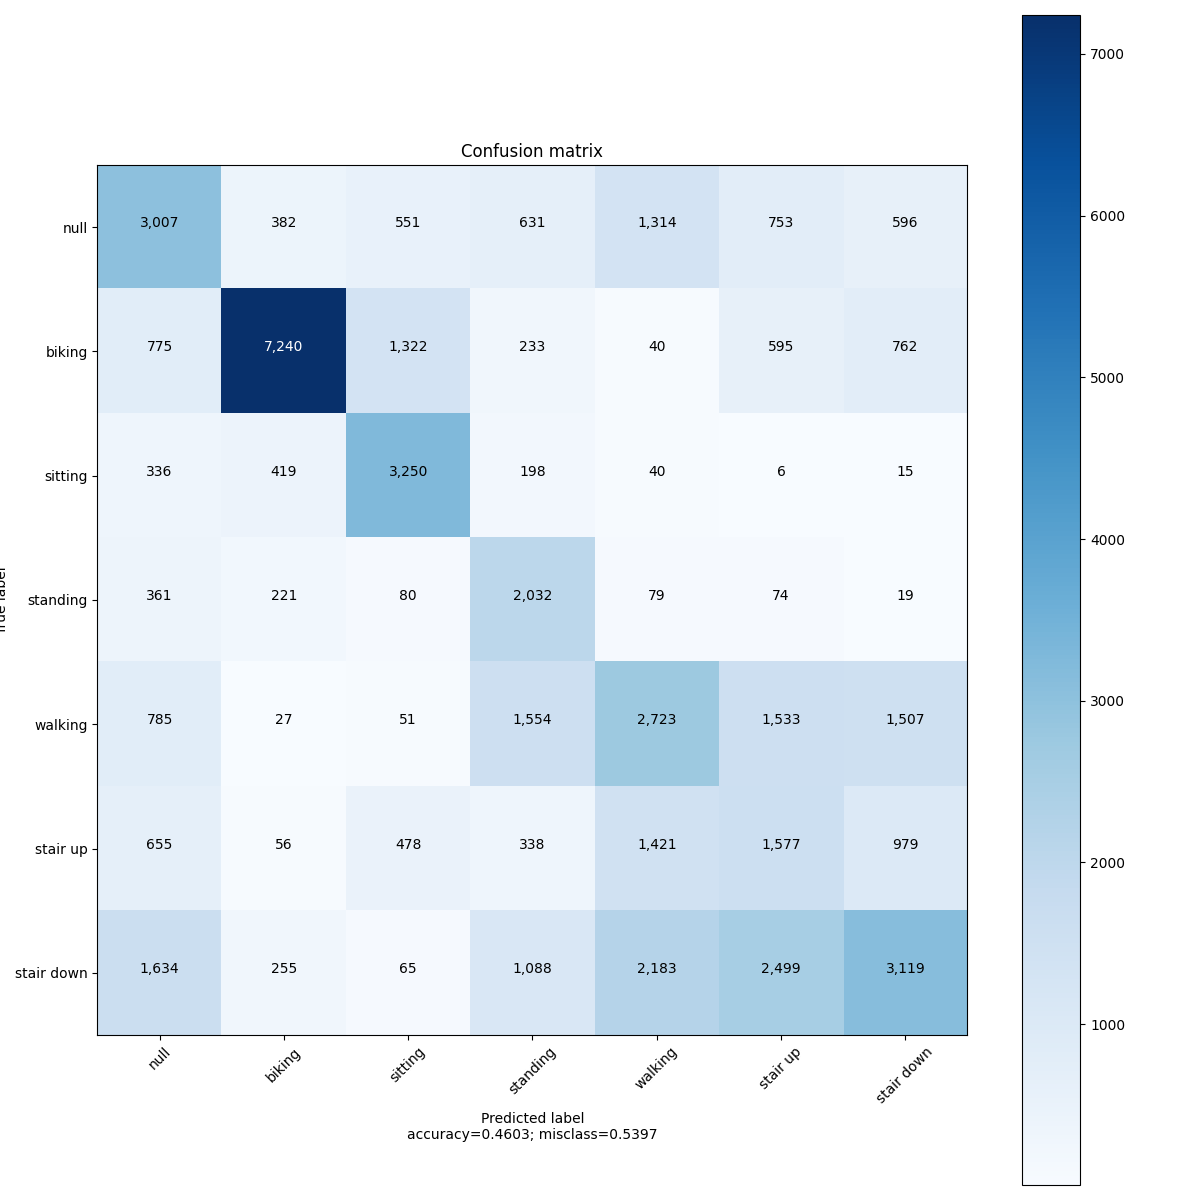 Confusion matrix
null 3,007 382 551 631 1,314 753 596
biking 775 7,240 1,322 233 40 595 762
sitting 336 419 3,250 198 40 6 15
standing 361 221 80 2,032 79 74 19
walking 785 27 51 1,554 2,723 1,533 1,507
stair up 655 56 478 338 1,421 1,577 979
stair down 1,634 255 65 1,088 2,183 2,499 3,119
null biking sitting standing walking stair up stair down
Predicted label
accuracy=0.4603; misclass=0.5397
label
7000
6000
5000
4000
3000
2000
1000